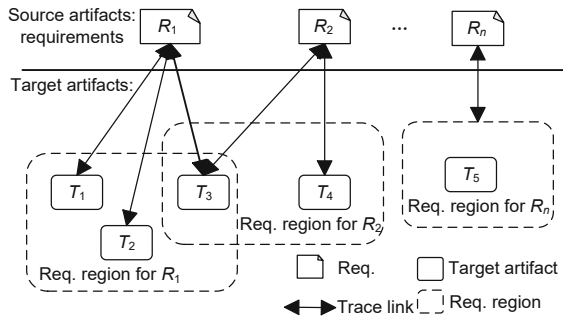 Source artifacts:
requirements
R1
R2
...
Rn
Target artifacts:
T1
T3
T4
T5
T2
Req. region for R1
Req. region for R2
Req. region for Rn
Req.
Target artifact
Trace link
Req. region